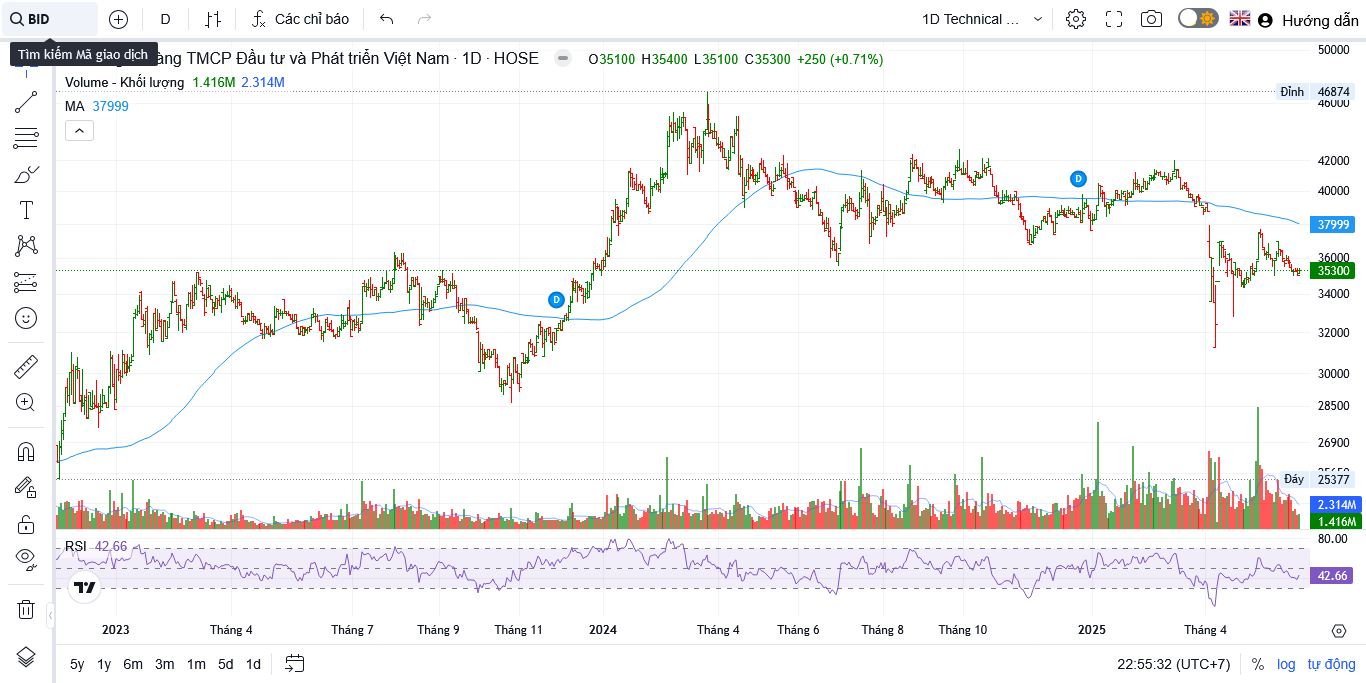 BID
D
Các chỉ báo
1D Technical ...
Hướng dẫn
Tìm kiếm Mã giao dịch
àng TMCP Đầu tư và Phát triển Việt Nam · 1D · HOSE
O35100 H35400 L35100 C35300 +250 (+0.71%)
Volume - Khối lượng 1.416M 2.314M
MA 37999
50000
Đỉnh 46874
46000
42000
40000
37999
36000
35300
34000
32000
30000
28500
26900
Đáy 25377
2.314M
1.416M
D
D
RSI 42.66
80.00
42.66
2023 Tháng 4 Tháng 7 Tháng 9 Tháng 11 2024 Tháng 4 Tháng 6 Tháng 8 Tháng 10 2025 Tháng 4
5y 1y 6m 3m 1m 5d 1d
22:55:32 (UTC+7) % log tự động